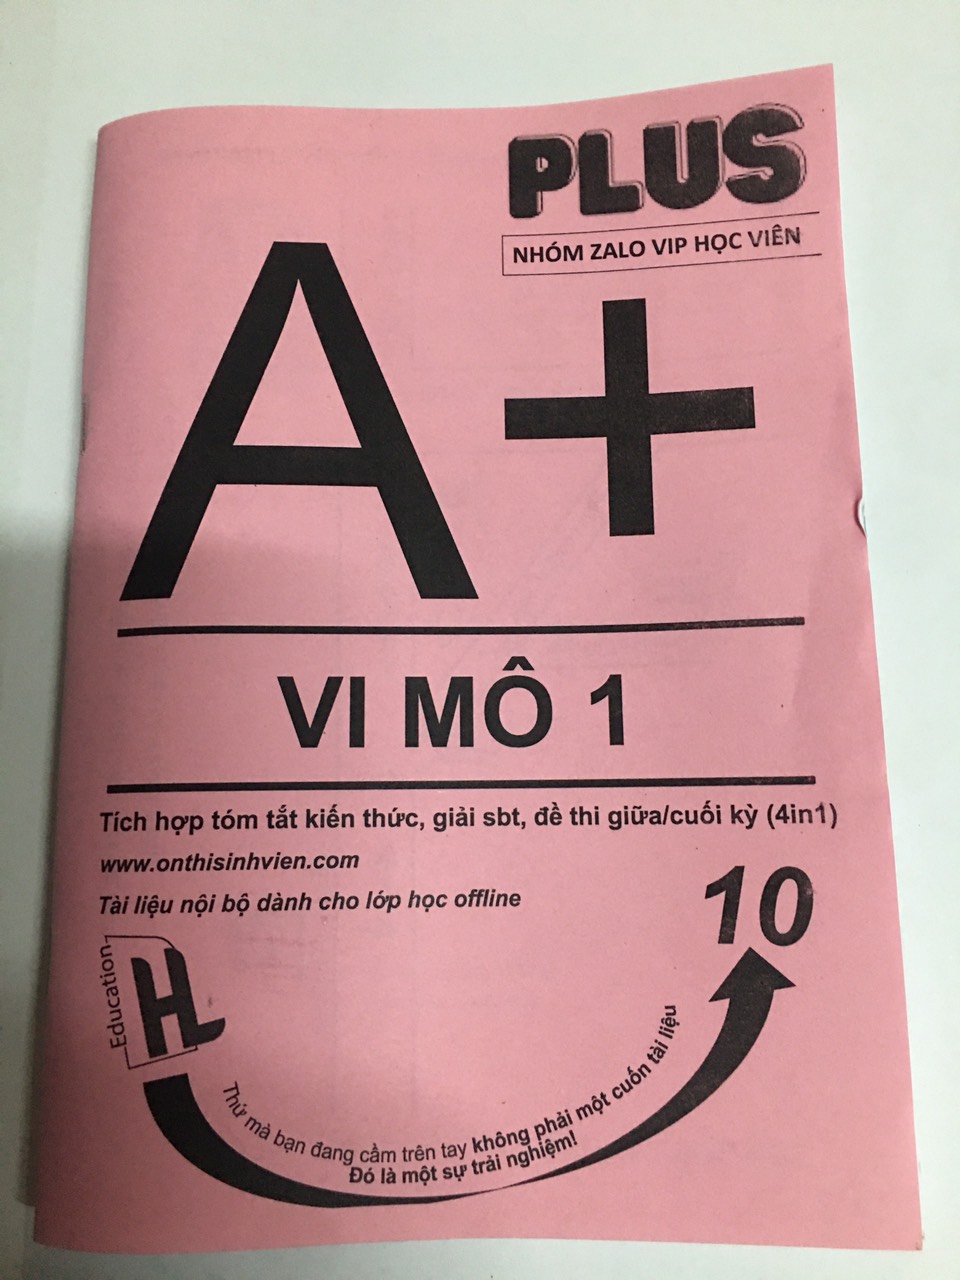 PLUS
NHÓM ZALO VIP HỌC VIÊN
A+
VI MÔ 1
Tích hợp tóm tắt kiến thức, giải sbt, đề thi giữa/cuối kỳ (4in1)
www.onthisinhvien.com
Tài liệu nội bộ dành cho lớp học offline
10
Education
H
Thứ mà bạn đang cầm trên tay không phải một cuốn tài liệu
Đó là một sự trải nghiệm!